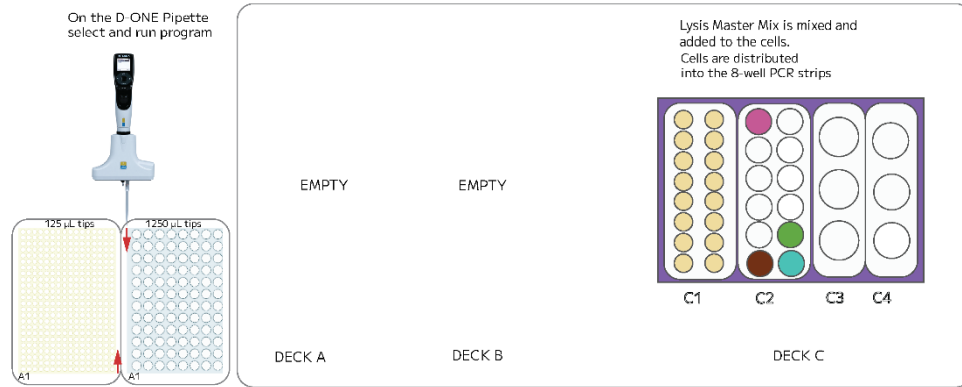 On the D-ONE Pipette
select and run program
125 µL tips
1250 µL tips
A1
A1
EMPTY
EMPTY
Lysis Master Mix is mixed and
added to the cells.
Cells are distributed
into the 8-well PCR strips
C1
C2
C3
C4
DECK A
DECK B
DECK C